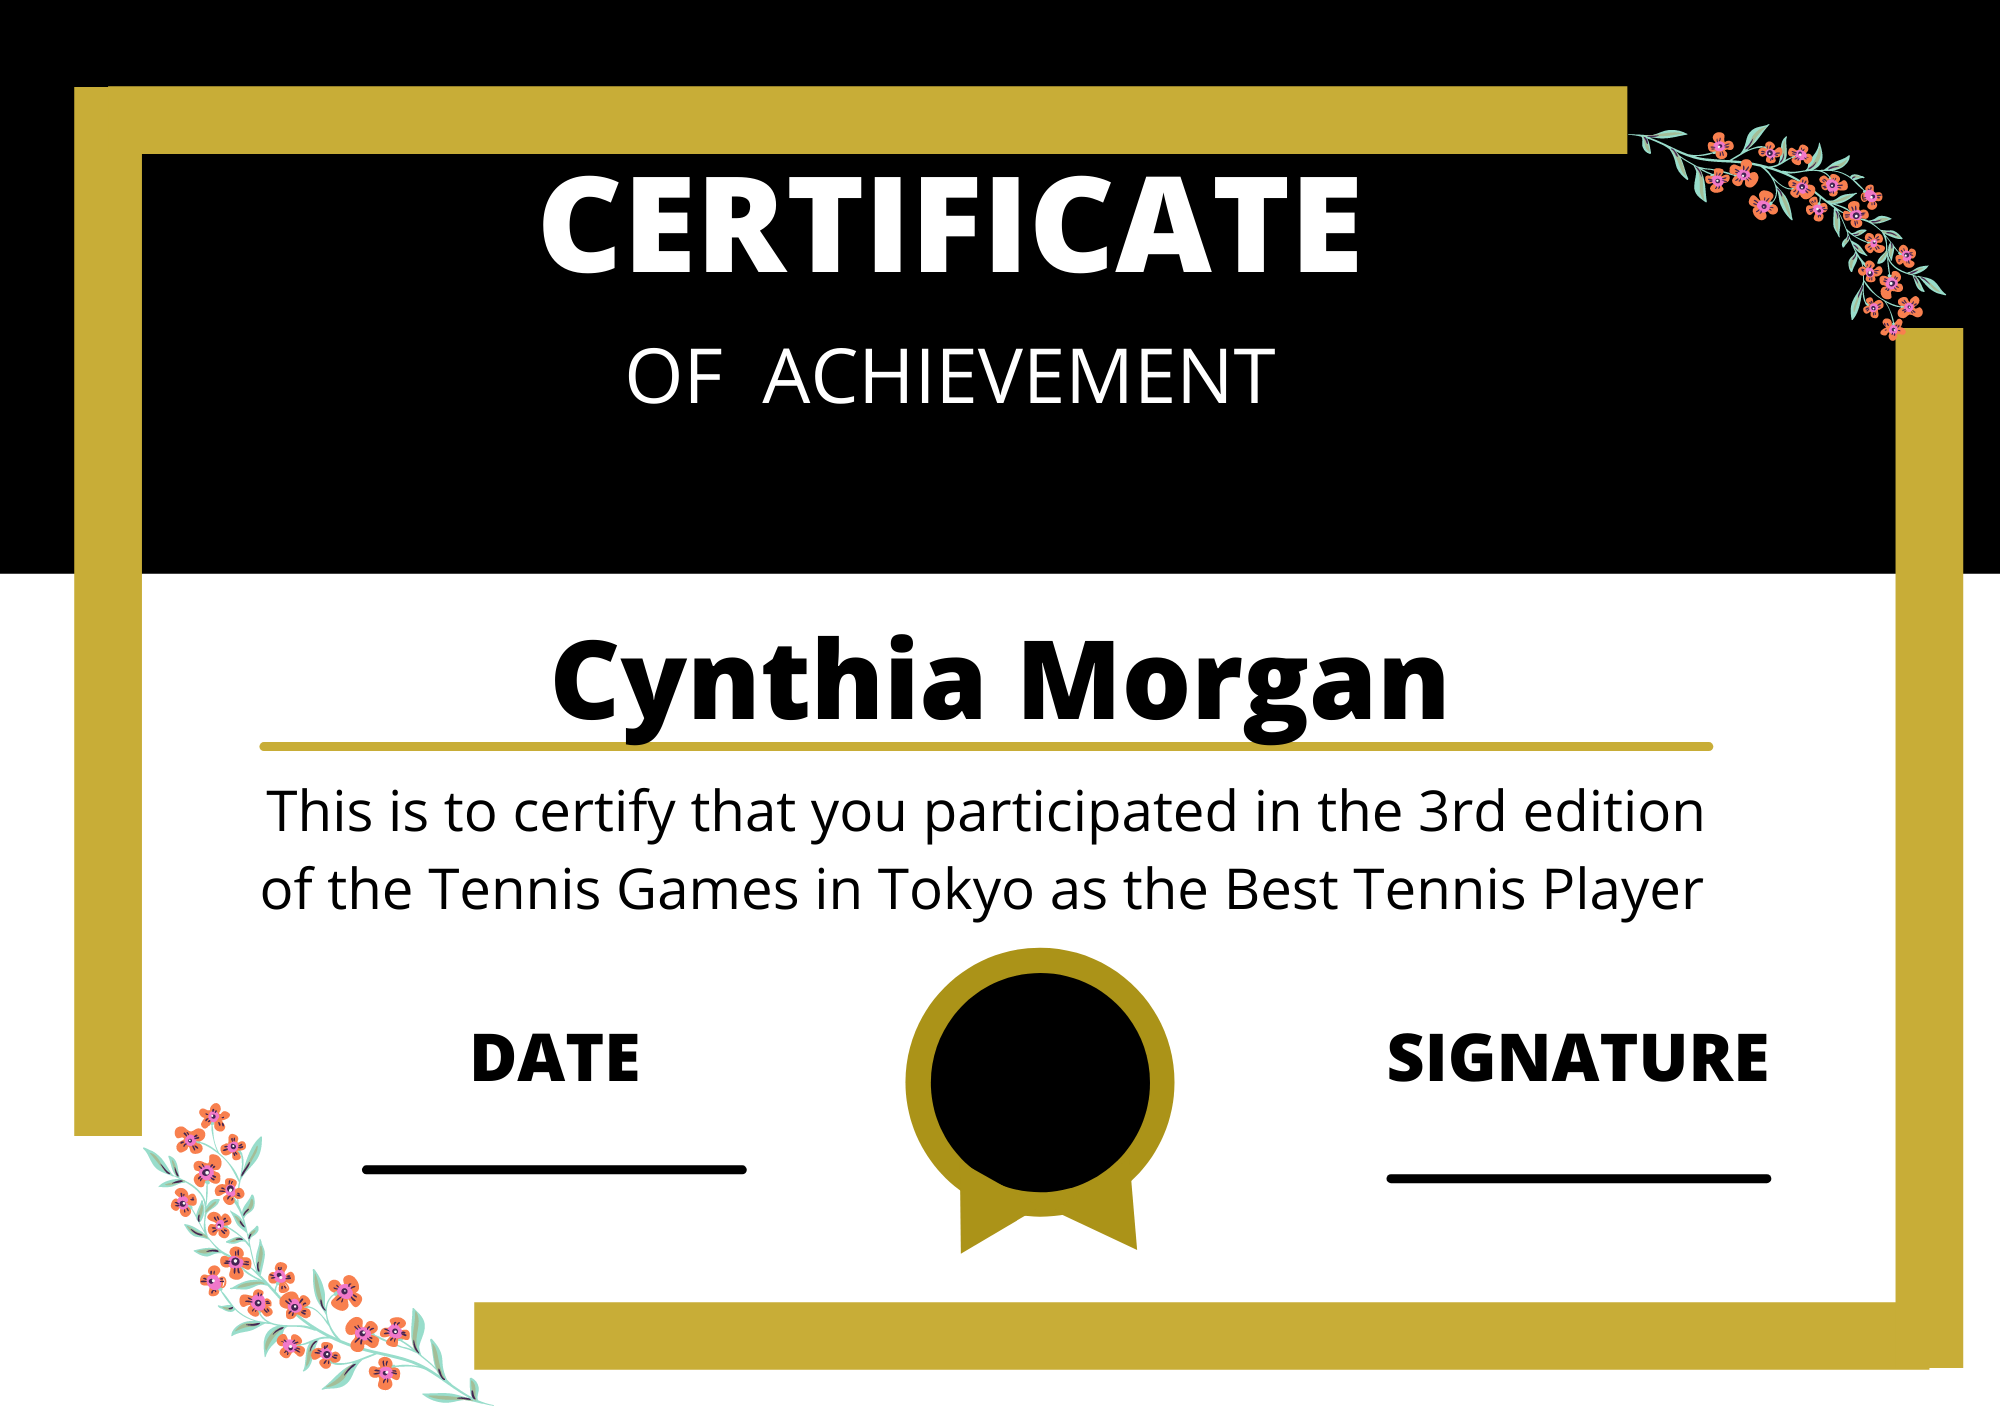 CERTIFICATE
OF ACHIEVEMENT
Cynthia Morgan
This is to certify that you participated in the 3rd edition
of the Tennis Games in Tokyo as the Best Tennis Player
DATE
SIGNATURE